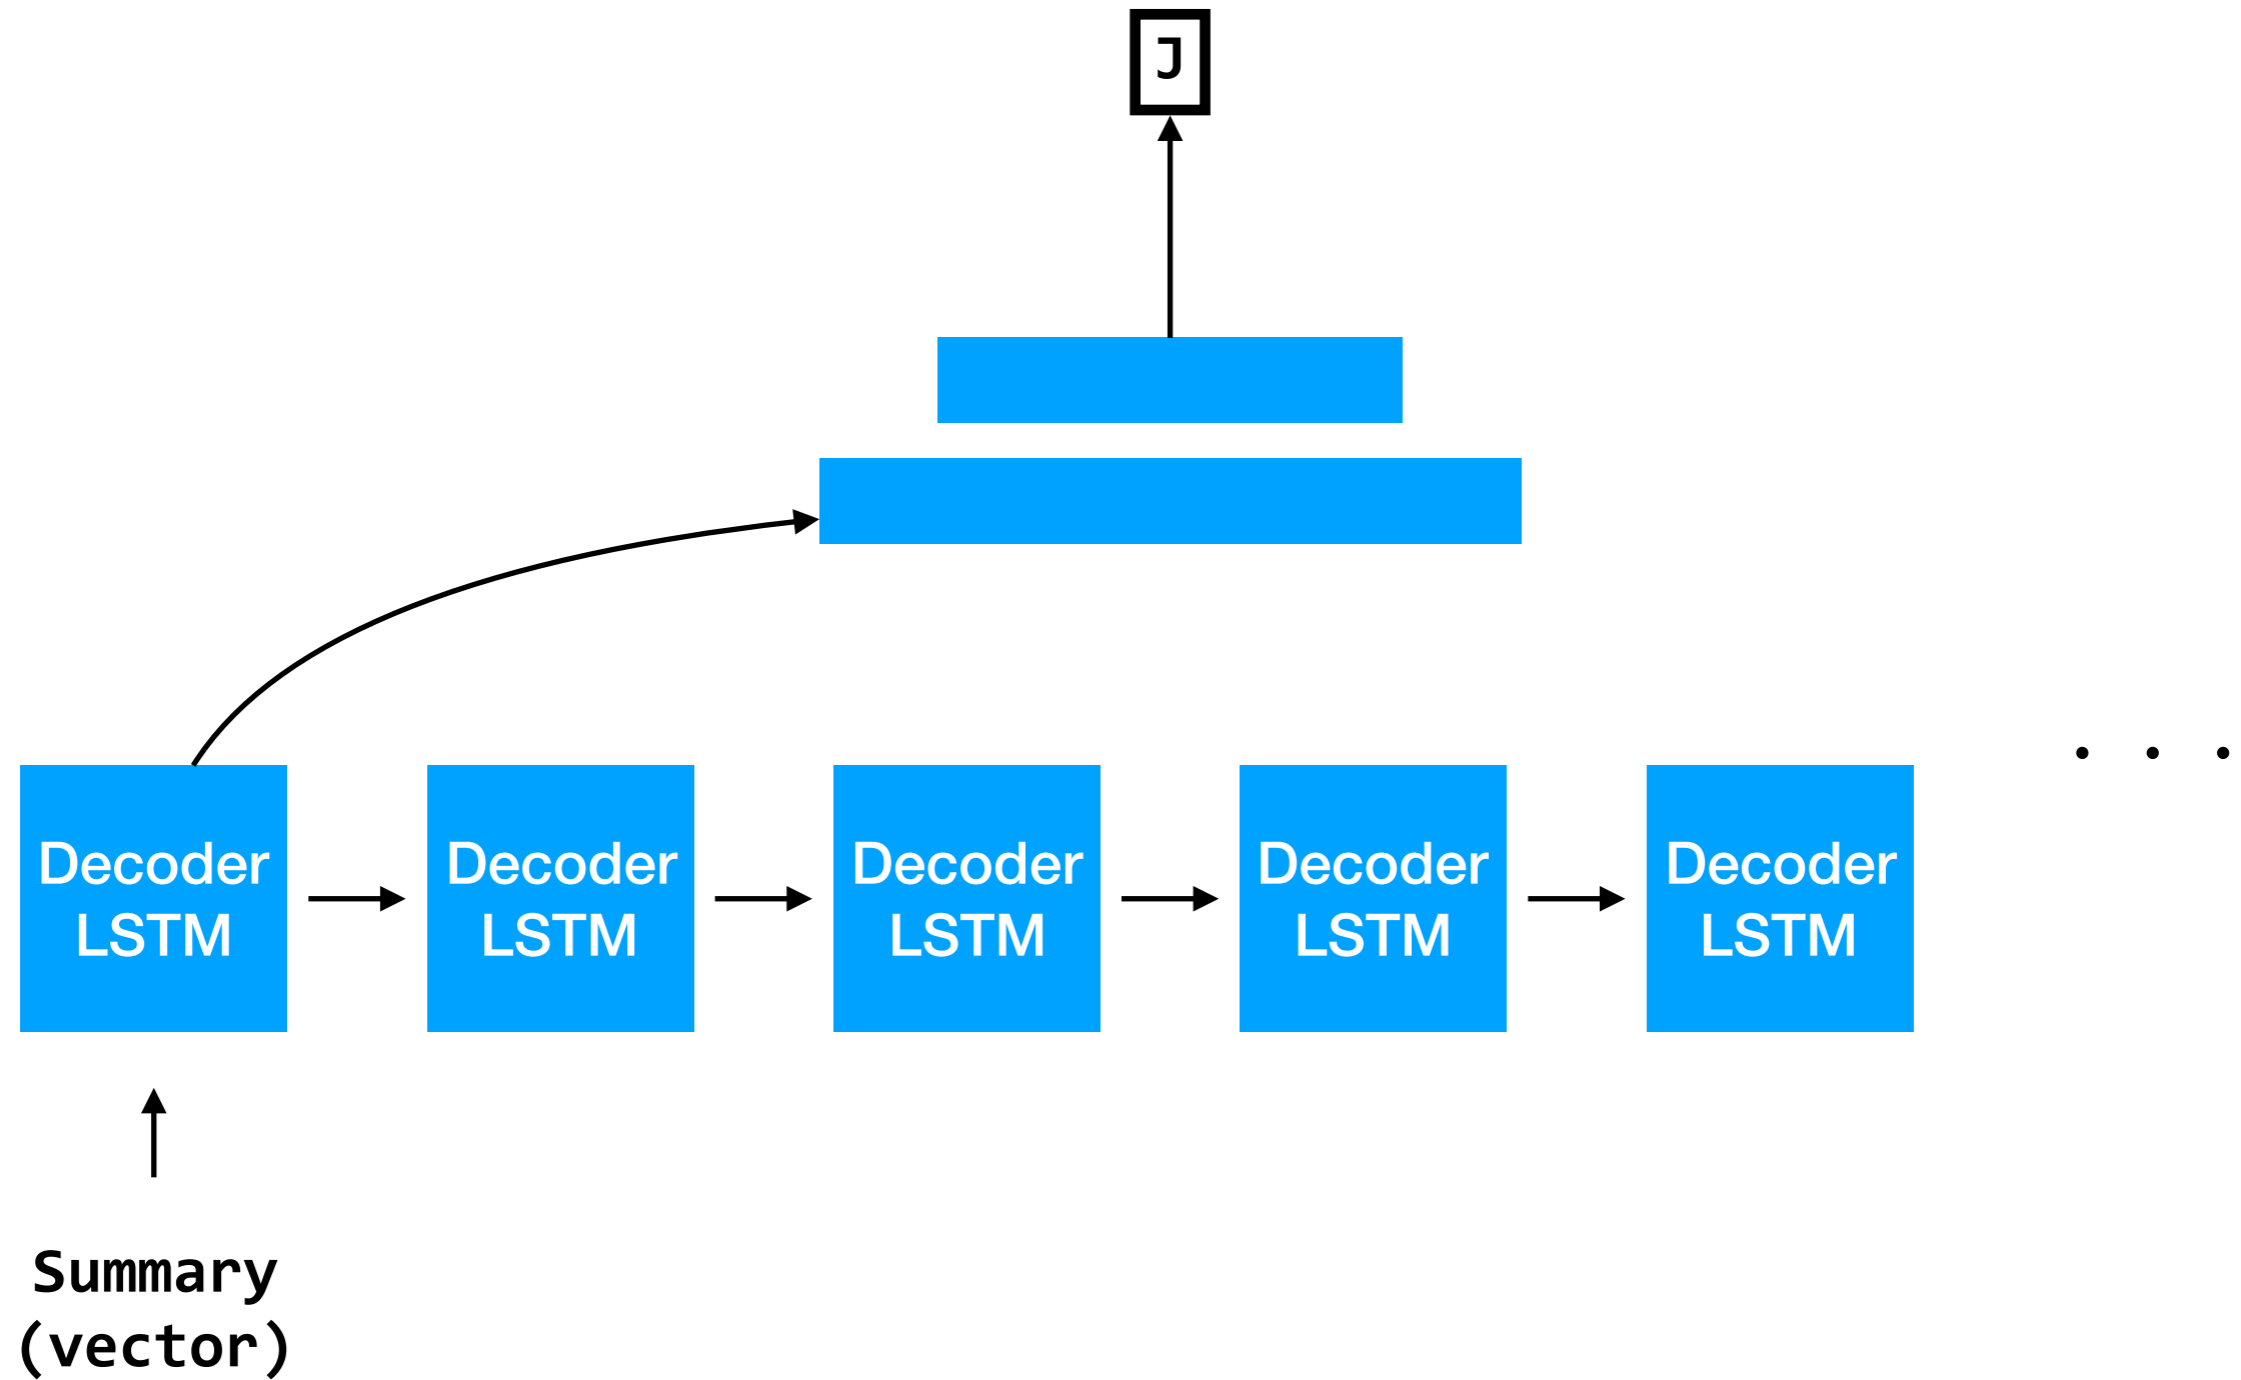 J
Decoder
LSTM
Decoder
LSTM
Decoder
LSTM
Decoder
LSTM
Decoder
LSTM
. . .
Summary
(vector)